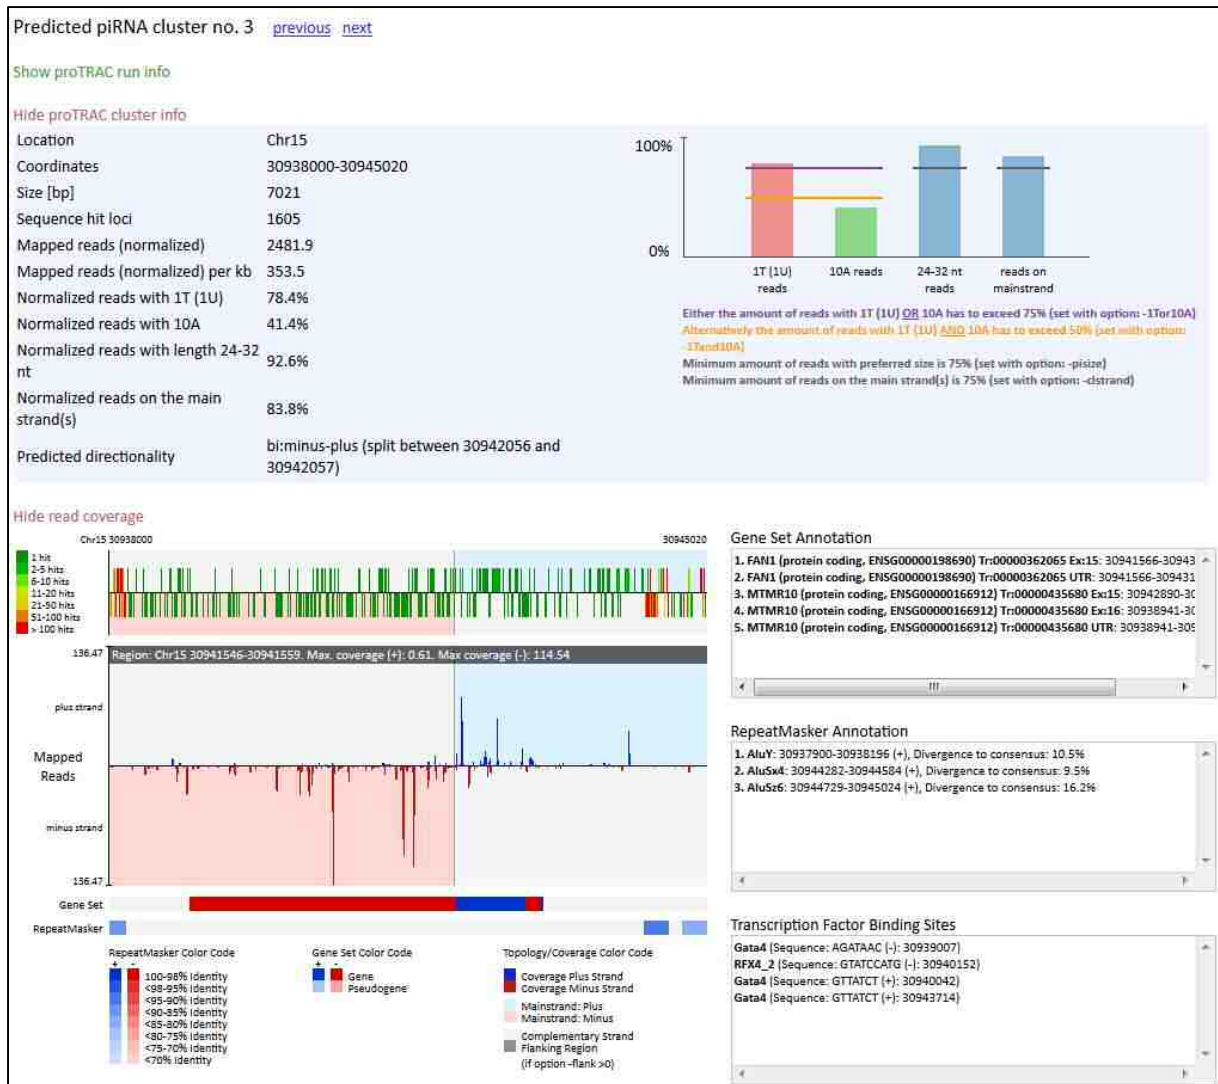 Predicted piRNA cluster no. 3 previous next
Show proTRAC run info
Hide proTRAC cluster info
Location Chr15
Coordinates 30938000-30945020
Size [bp] 7021
Sequence hit loci 1605
Mapped reads (normalized) 2481.9
Mapped reads (normalized) per kb 353.5
Normalized reads with 1T (1U) 78.4%
Normalized reads with 10A 41.4%
Normalized reads with length 24-32
nt 92.6%
Normalized reads on the main
strand(s) 83.8%
Predicted directionality bi:minus-plus (split between 30942056 and
30942057)
100%
0%
1T (1U)
reads
10A reads
24-32 nt
reads
reads on
mainstrand
Either the amount of reads with 1T (1U) OR 10A has to exceed 75% (set with option: -1Tor10A)
Alternatively the amount of reads with 1T (1U) AND 10A has to exceed 50% (set with option:
-1Tand10A)
Minimum amount of reads with preferred size is 75% (set with option: -pisize)
Minimum amount of reads on the main strand(s) is 75% (set with option: -clstrand)
Hide read coverage
Chr15 30938000 30945020
1 hit
2-5 hits
6-10 hits
11-20 hits
21-50 hits
51-100 hits
> 100 hits
136.47
Region: Chr15 30941546-30941559. Max. coverage (+): 0.61. Max coverage (-): 114.54
plus strand
Mapped
Reads
minus strand
136.47
Gene Set
RepeatMasker
RepeatMasker Color Code
+ -
100-98% Identity
<98-95% Identity
<95-90% Identity
<90-85% Identity
<85-80% Identity
<80-75% Identity
<75-70% Identity
<70% Identity
Gene Set Color Code
+ -
Gene
Pseudogene
Topology/Coverage Color Code
Coverage Plus Strand
Coverage Minus Strand
Mainstrand: Plus
Mainstrand: Minus
Complementary Strand
Flanking Region
(if option -flank >0)
Gene Set Annotation
1. FAN1 (protein coding, ENSG00000198690) Tr:00000362065 Ex:15: 30941566-30943
2. FAN1 (protein coding, ENSG00000198690) Tr:00000362065 UTR: 30941566-309431
3. MTMR10 (protein coding, ENSG00000166912) Tr:00000435680 Ex:15: 30942890-30
4. MTMR10 (protein coding, ENSG00000166912) Tr:00000435680 Ex:16: 30938941-30
5. MTMR10 (protein coding, ENSG00000166912) Tr:00000435680 UTR: 30938941-305
RepeatMasker Annotation
1. AluY: 30937900-30938196 (+), Divergence to consensus: 10.5%
2. AluSx4: 30944282-30944584 (+), Divergence to consensus: 9.5%
3. AluSz6: 30944729-30945024 (+), Divergence to consensus: 16.2%
Transcription Factor Binding Sites
Gata4 (Sequence: AGATAAC (-): 30939007)
RFX4_2 (Sequence: GTATCCATG (-): 30940152)
Gata4 (Sequence: GTTATCT (+): 30940042)
Gata4 (Sequence: GTTATCT (+): 30943714)